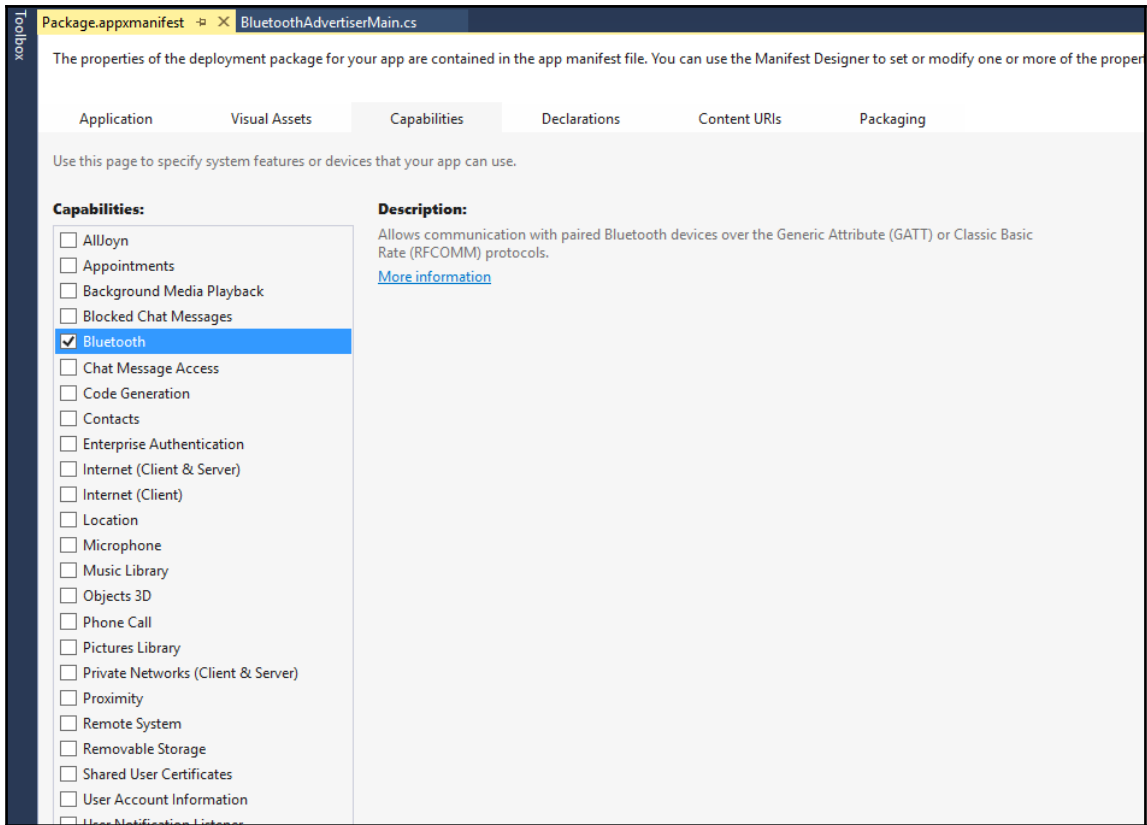 Toolbox
Package.appxmanifest
BluetoothAdvertiserMain.cs
The properties of the deployment package for your app are contained in the app manifest file. You can use the Manifest Designer to set or modify one or more of the proper
Application Visual Assets Capabilities Declarations Content URIs Packaging
Use this page to specify system features or devices that your app can use.
Capabilities:
AllJoyn
Appointments
Background Media Playback
Blocked Chat Messages
Bluetooth
Chat Message Access
Code Generation
Contacts
Enterprise Authentication
Internet (Client & Server)
Internet (Client)
Location
Microphone
Music Library
Objects 3D
Phone Call
Pictures Library
Private Networks (Client & Server)
Proximity
Remote System
Removable Storage
Shared User Certificates
User Account Information
User Notification Listener
Description:
Allows communication with paired Bluetooth devices over the Generic Attribute (GATT) or Classic Basic
Rate (RFCOMM) protocols.
More information